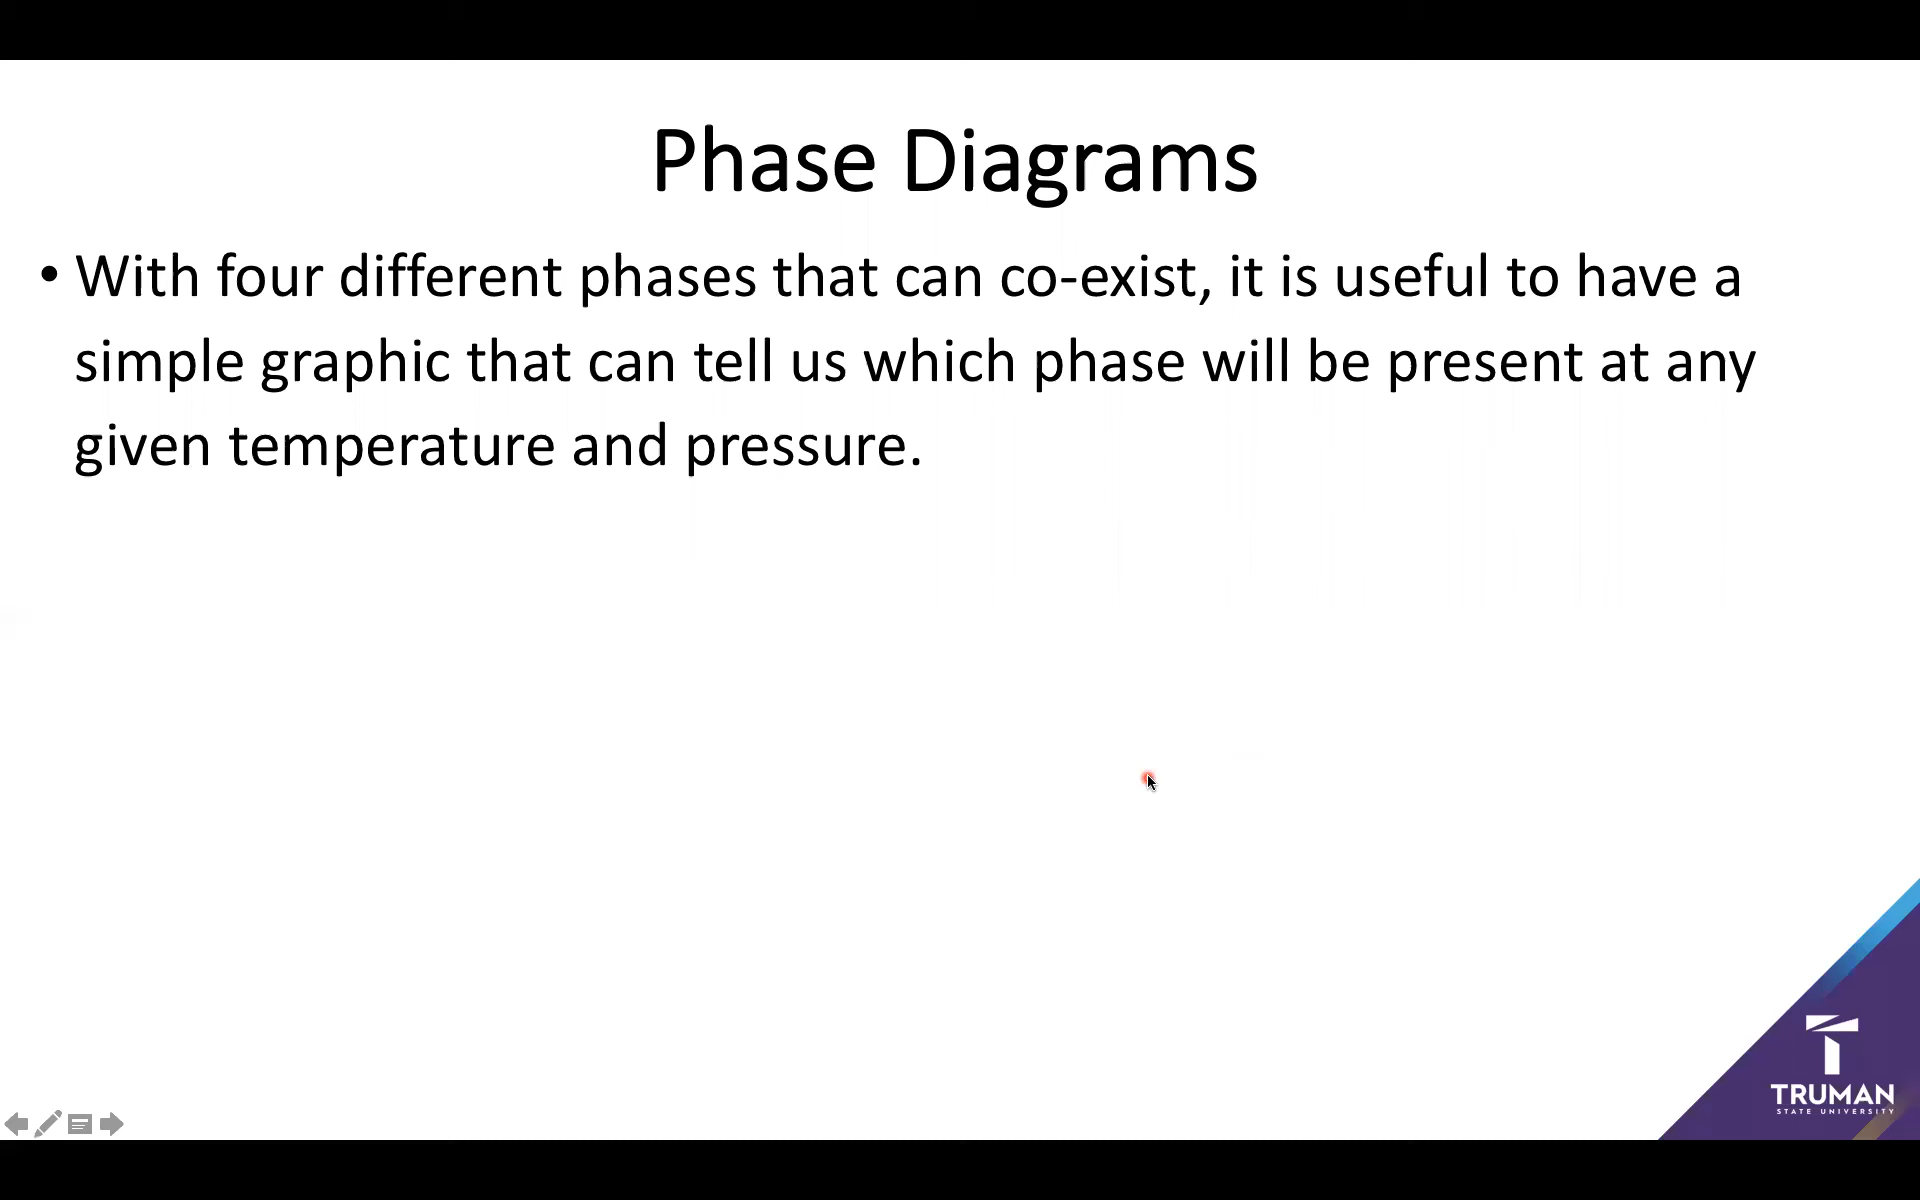 Phase Diagrams
• With four different phases that can co-exist, it is useful to have a
simple graphic that can tell us which phase will be present at any
given temperature and pressure.
TRUMAN
STATE UNIVERSITY